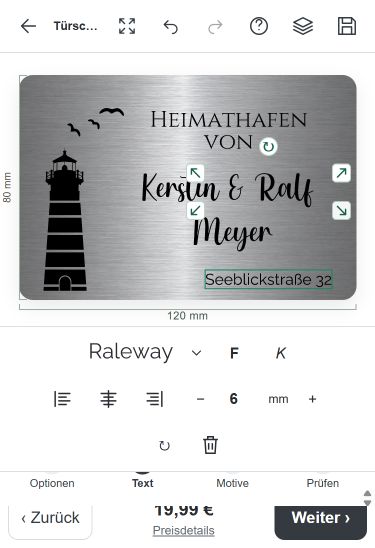 Türsc...
HEIMATHAFEN
VON
Kerstin & Ralf
Meyer
Seeblickstraße 32
80 mm
120 mm
Raleway
F
K
− 6 mm +
Optionen Text Motive Prüfen
19,99 €
‹ Zurück
Preisdetails
Weiter ›